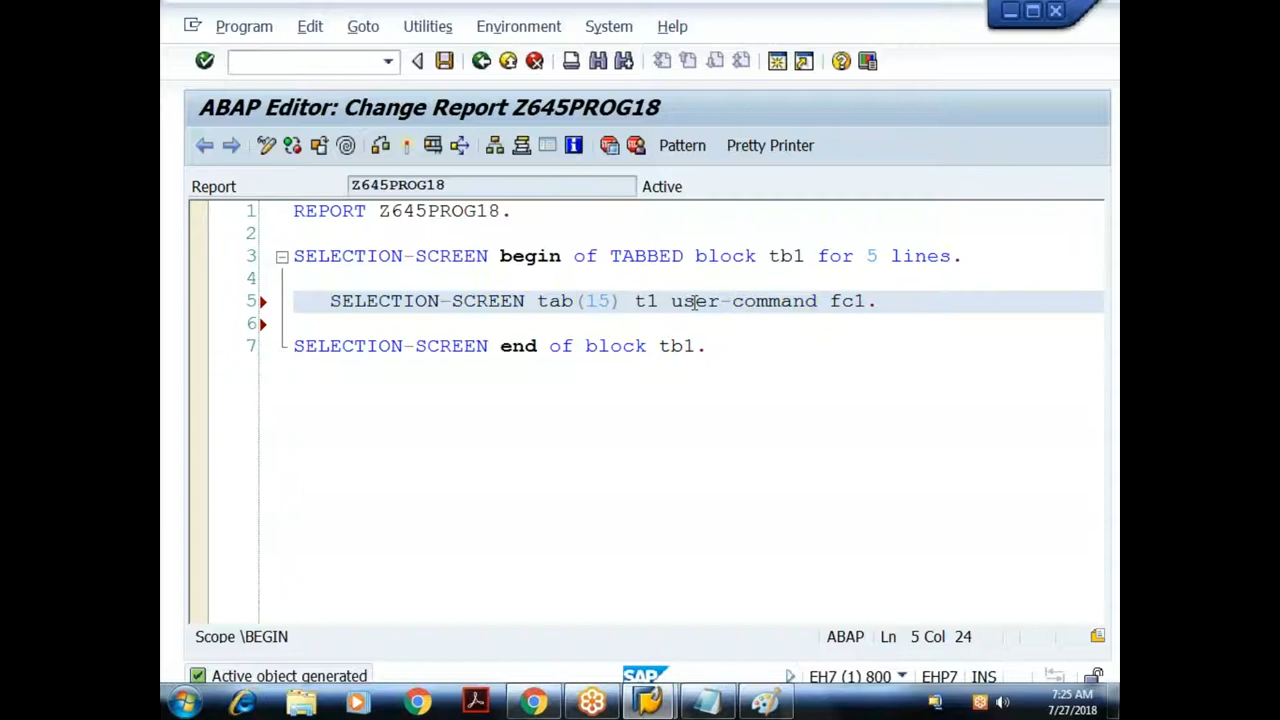 Program Edit Goto Utilities Environment System Help
ABAP Editor: Change Report Z645PROG18
Pattern Pretty Printer
Report Z645PROG18 Active
1 REPORT Z645PROG18.
2
3 SELECTION-SCREEN begin of TABBED block tb1 for 5 lines.
4
5 SELECTION-SCREEN tab(15) t1 user-command fc1.
6
7 SELECTION-SCREEN end of block tb1.
Scope \BEGIN ABAP Ln 5 Col 24
Active object generated SAP EH7 (1) 800 EHP7 INS
7:25 AM
7/27/2018